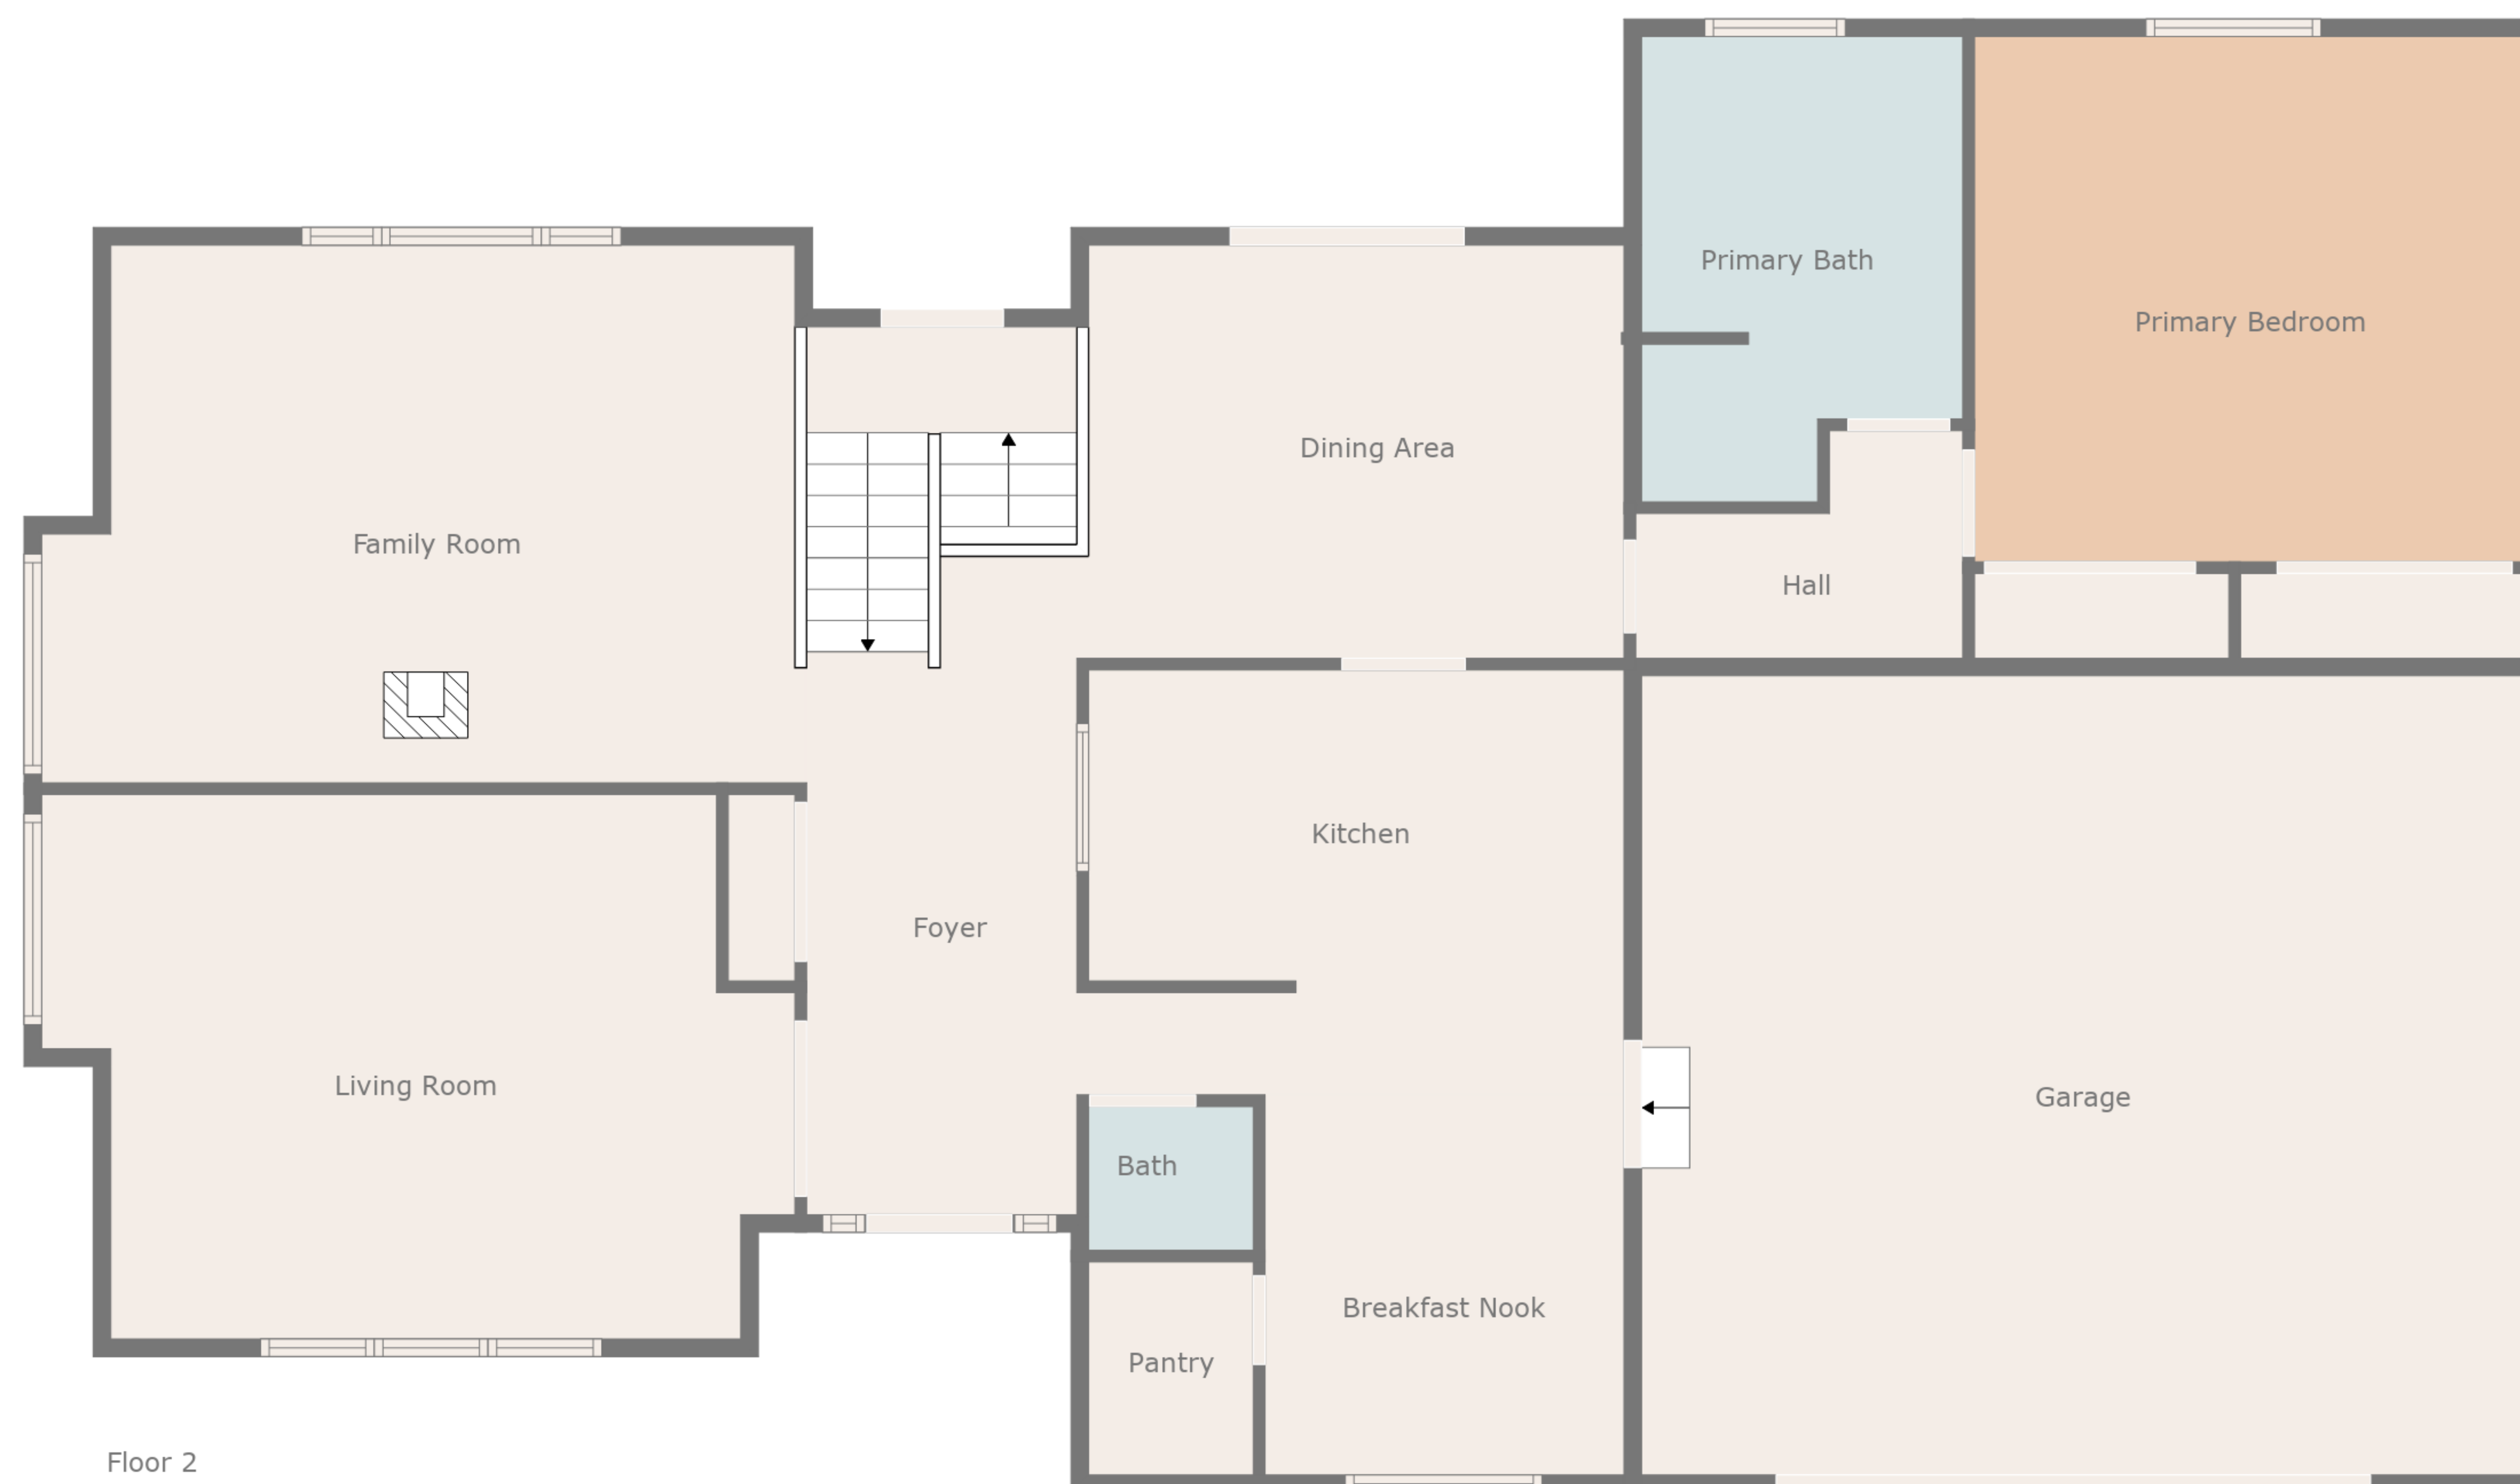 Primary Bath
Primary Bedroom
Dining Area
Family Room
Hall
Kitchen
Foyer
Living Room
Garage
Bath
Breakfast Nook
Pantry
Floor 2